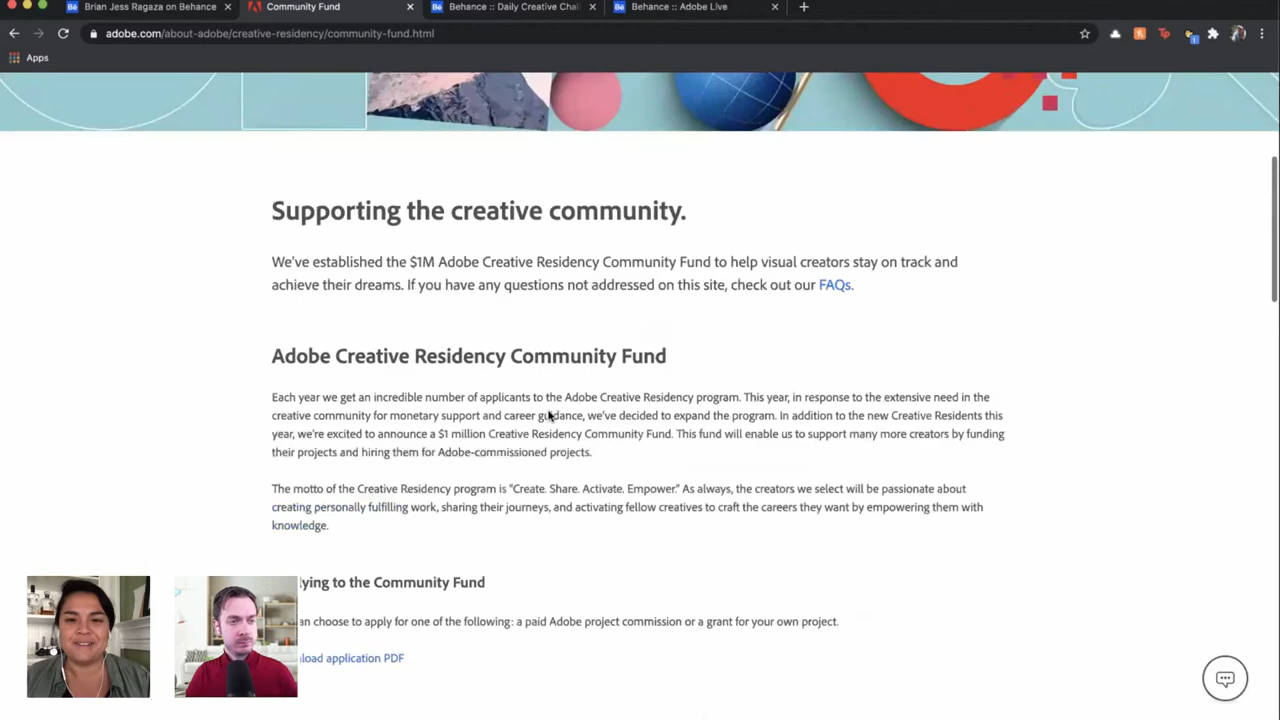 Brian Jess Ragaza on Behance
Community Fund
Behance :: Daily Creative Chal
Behance :: Adobe Live
adobe.com/about-adobe/creative-residency/community-fund.html
Apps
Supporting the creative community.
We've established the $1M Adobe Creative Residency Community Fund to help visual creators stay on track and
achieve their dreams. If you have any questions not addressed on this site, check out our FAQs.
Adobe Creative Residency Community Fund
Each year we get an incredible number of applicants to the Adobe Creative Residency program. This year, in response to the extensive need in the
creative community for monetary support and career guidance, we've decided to expand the program. In addition to the new Creative Residents this
year, we're excited to announce a $1 million Creative Residency Community Fund. This fund will enable us to support many more creators by funding
their projects and hiring them for Adobe-commissioned projects.
The motto of the Creative Residency program is “Create. Share. Activate. Empower.” As always, the creators we select will be passionate about
creating personally fulfilling work, sharing their journeys, and activating fellow creatives to craft the careers they want by empowering them with
knowledge.
lying to the Community Fund
an choose to apply for one of the following: a paid Adobe project commission or a grant for your own project.
load application PDF